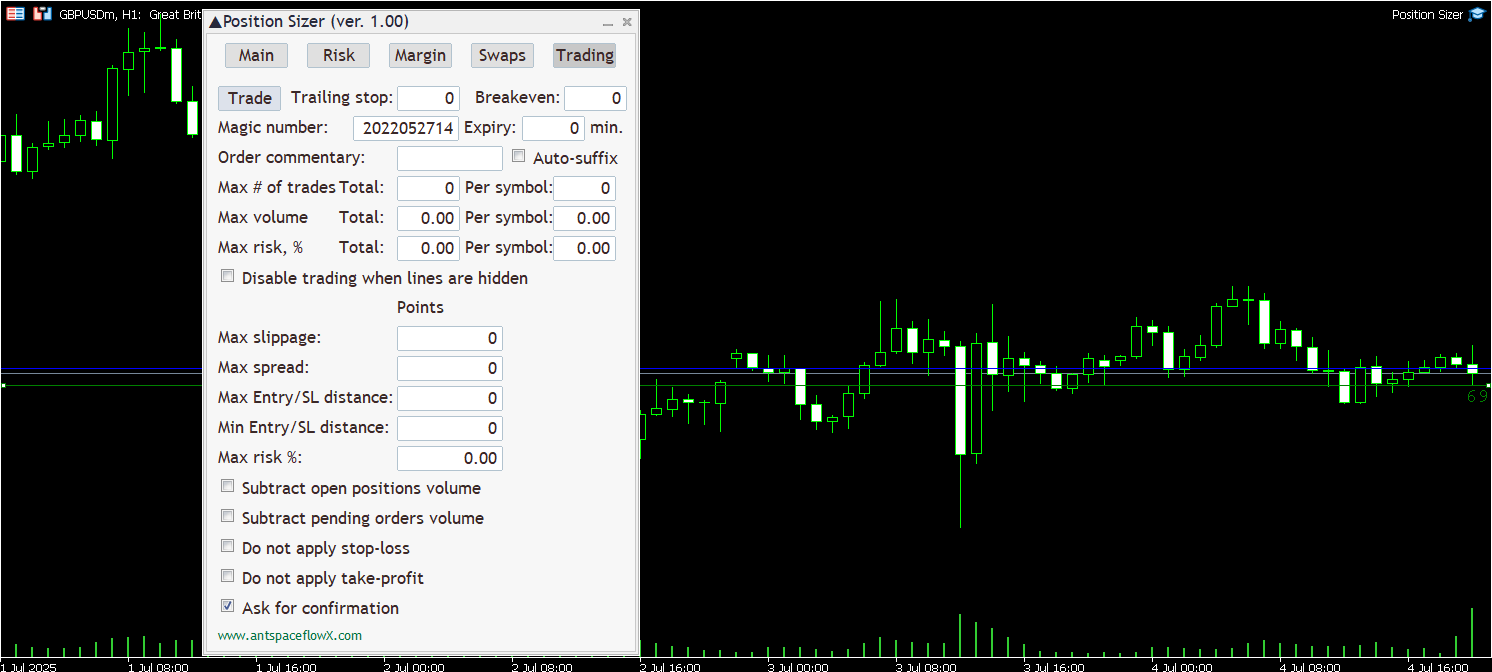 GBPUSDm, H1: Great Brit
Position Sizer
Position Sizer (ver. 1.00)
Main Risk Margin Swaps Trading
Trade Trailing stop: 0 Breakeven: 0
Magic number: 2022052714 Expiry: 0 min.
Order commentary: Auto-suffix
Max # of trades Total: 0 Per symbol: 0
Max volume Total: 0.00 Per symbol: 0.00
Max risk, % Total: 0.00 Per symbol: 0.00
Disable trading when lines are hidden
Points
Max slippage: 0
Max spread: 0
Max Entry/SL distance: 0
Min Entry/SL distance: 0
Max risk %: 0.00
Subtract open positions volume
Subtract pending orders volume
Do not apply stop-loss
Do not apply take-profit
Ask for confirmation
www.antspaceflowX.com
69
1 Jul 2025 1 Jul 08:00 1 Jul 16:00 2 Jul 00:00 2 Jul 08:00 2 Jul 16:00 3 Jul 00:00 3 Jul 08:00 3 Jul 16:00 4 Jul 00:00 4 Jul 08:00 4 Jul 16:00